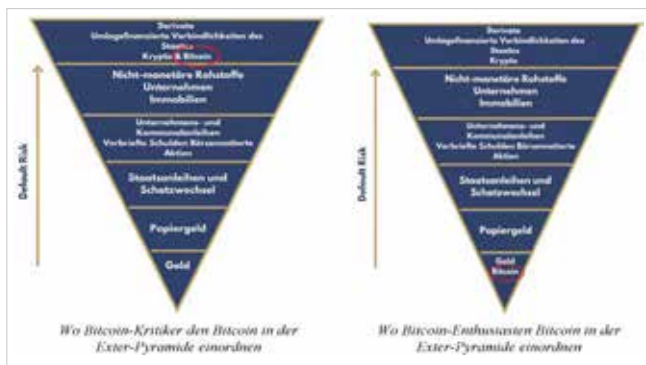 Derivate
Umlagefinanzierte Verbindlichkeiten des
Staates
Krypto & Bitcoin
Nicht-monetäre Rohstoffe
Unternehmen
Immobilien
Unternehmens- und
Kommunalanleihen
Verbriefte Schulden Börsennotierte
Aktien
Staatsanleihen und
Schatzwechsel
Papiergeld
Gold
Default Risk
Wo Bitcoin-Kritiker den Bitcoin in der
Exter-Pyramide einordnen
Derivate
Umlagefinanzierte Verbindlichkeiten des
Staates
Krypto
Nicht-monetäre Rohstoffe
Unternehmen
Immobilien
Unternehmens- und
Kommunalanleihen
Verbriefte Schulden Börsennotierte
Aktien
Staatsanleihen und
Schatzwechsel
Papiergeld
Gold
Bitcoin
Default Risk
Wo Bitcoin-Enthusiasten Bitcoin in der
Exter-Pyramide einordnen